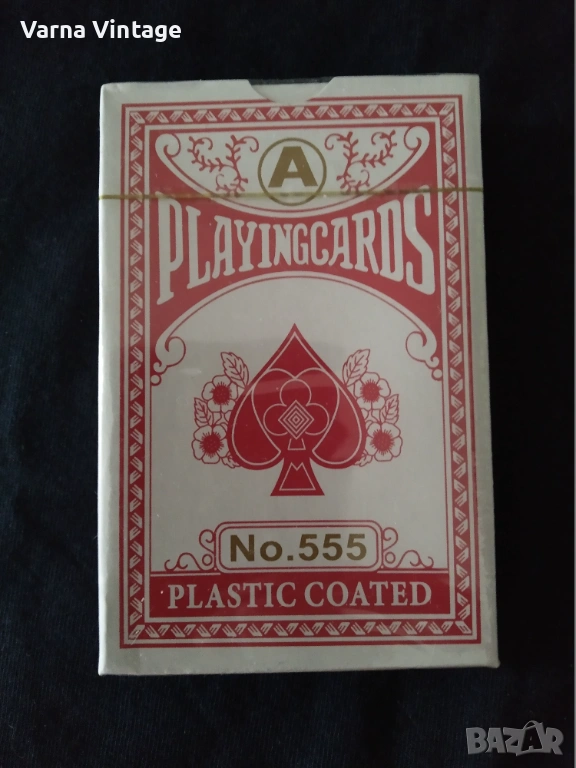 Varna Vintage
A
PLAYINGCARDS
No.555
PLASTIC COATED
BAZAR